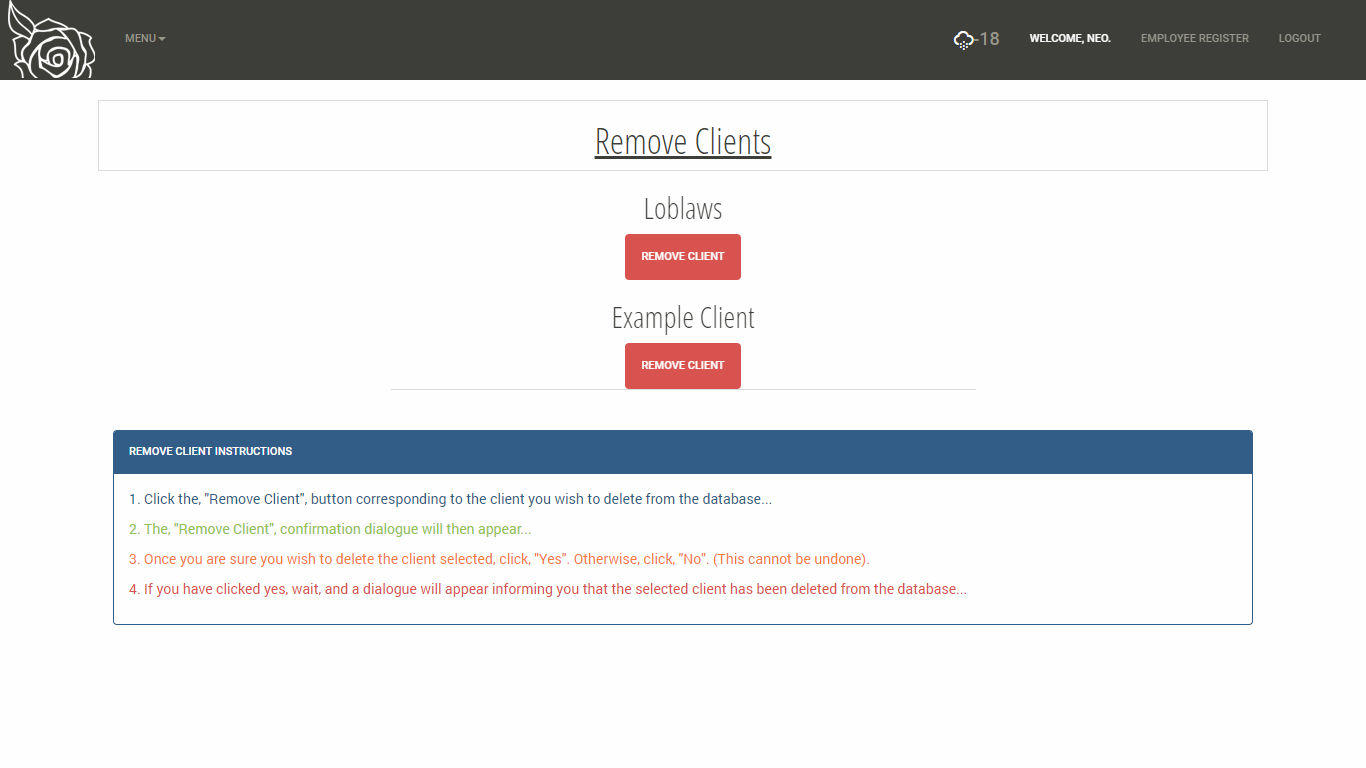 MENU
-18
WELCOME, NEO.
EMPLOYEE REGISTER
LOGOUT
Remove Clients
Loblaws
REMOVE CLIENT
Example Client
REMOVE CLIENT
REMOVE CLIENT INSTRUCTIONS
1. Click the, "Remove Client", button corresponding to the client you wish to delete from the database...
2. The, "Remove Client", confirmation dialogue will then appear...
3. Once you are sure you wish to delete the client selected, click, "Yes". Otherwise, click, "No". (This cannot be undone).
4. If you have clicked yes, wait, and a dialogue will appear informing you that the selected client has been deleted from the database...